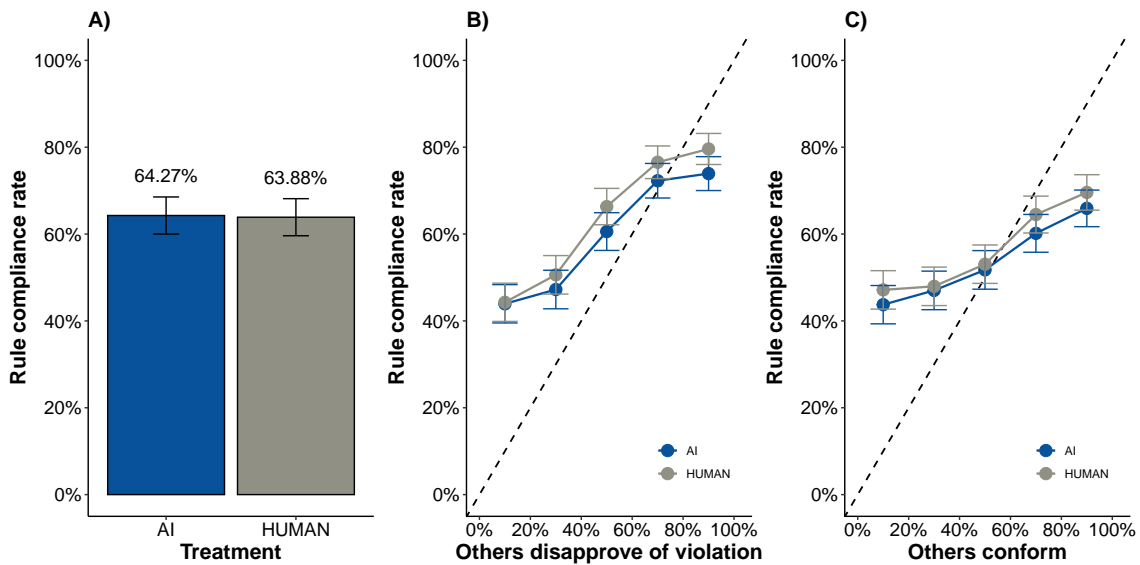 A)
Rule compliance rate
100%
80%
60%
40%
20%
0%
64.27%
63.88%
AI
HUMAN
Treatment
B)
Rule compliance rate
100%
80%
60%
40%
20%
0%
AI
HUMAN
0% 20% 40% 60% 80% 100%
Others disapprove of violation
C)
Rule compliance rate
100%
80%
60%
40%
20%
0%
AI
HUMAN
0% 20% 40% 60% 80% 100%
Others conform